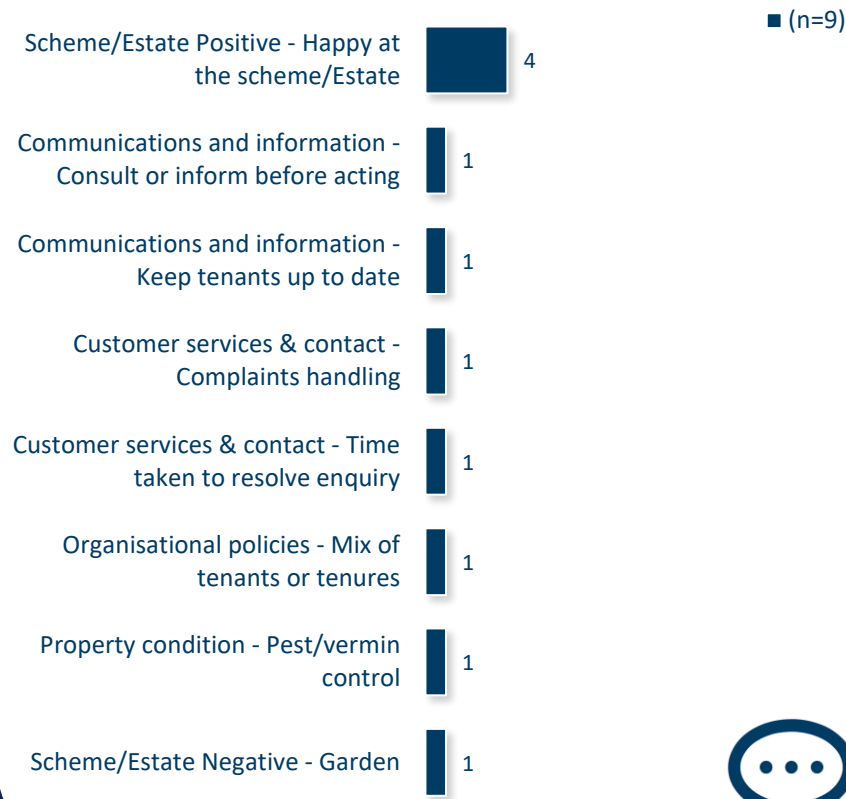 (n=9)
Scheme/Estate Positive - Happy at
the scheme/Estate
4
Communications and information -
Consult or inform before acting
1
Communications and information -
Keep tenants up to date
1
Customer services & contact -
Complaints handling
1
Customer services & contact - Time
taken to resolve enquiry
1
Organisational policies - Mix of
tenants or tenures
1
Property condition - Pest/vermin
control
1
Scheme/Estate Negative - Garden
1